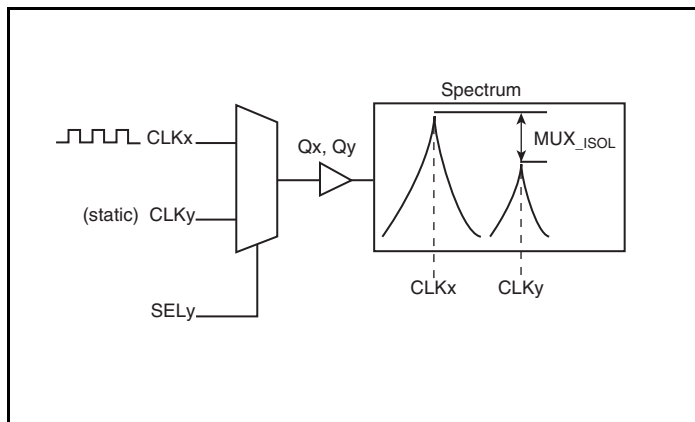 Spectrum
CLKx
Qx, Qy
MUX_ISOL
(static) CLKy
CLKx
CLKy
SELy